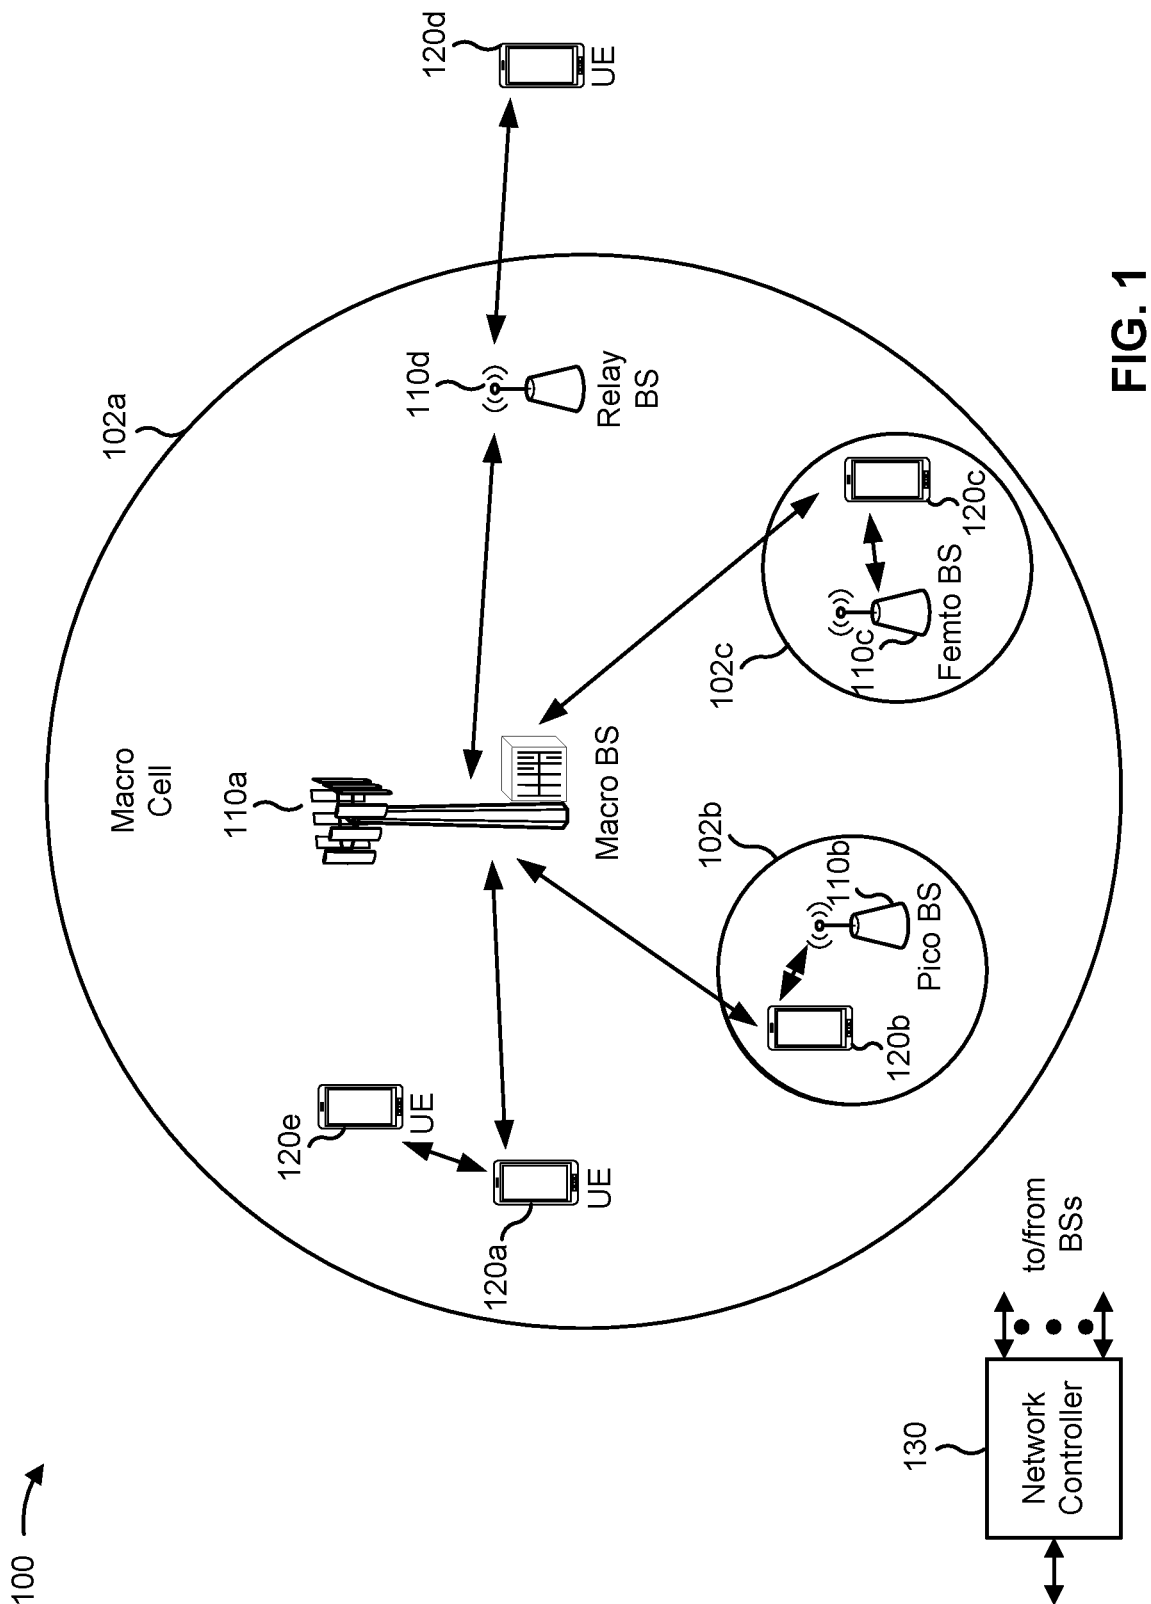 100
102a
Macro
Cell
110a
120d
UE
110d
Relay
BS
120e
UE
120a
UE
Macro BS
102b
110b
Pico BS
120b
102c
110c
Femto BS
120c
130
Network
Controller
to/from
BSs
FIG. 1